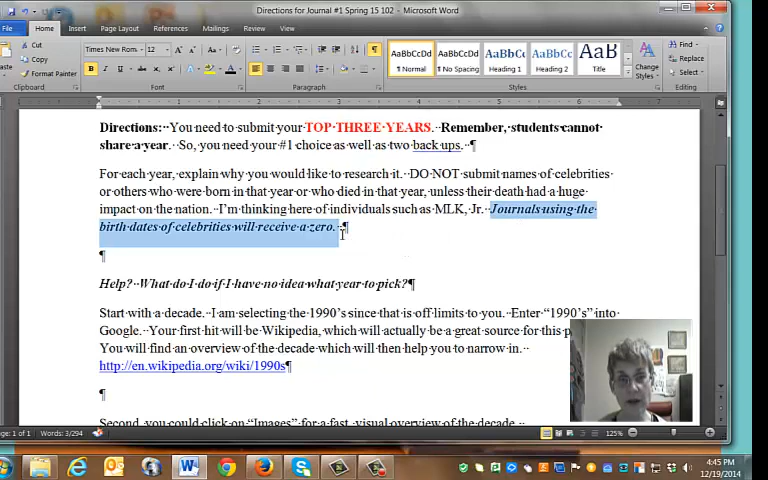 Directions for Journal #1 Spring 15 102 - Microsoft Word
File Home Insert Page Layout References Mailings Review View
Cut
Copy
Format Painter
Clipboard
Times New Rom 12
Font
Paragraph
AaBbCcDd AaBbCcDd AaBbCc AaBbCc AaB
¶ Normal ¶ No Spacing Heading 1 Heading 2 Title
Styles
Change
Styles
Find
Replace
Select
Editing
Directions: You need to submit your TOP THREE YEARS. Remember, students cannot
share a year. So, you need your #1 choice as well as two back ups. ¶
For each year, explain why you would like to research it. DO NOT submit names of celebrities
or others who were born in that year or who died in that year, unless their death had a huge
impact on the nation. I'm thinking here of individuals such as MLK, Jr. Journals using the
birth dates of celebrities will receive a zero. ¶
¶
Help? What do I do if I have no idea what year to pick?¶
Start with a decade. I am selecting the 1990's since that is off limits to you. Enter "1990's" into
Google. Your first hit will be Wikipedia, which will actually be a great source for this
You will find an overview of the decade which will then help you to narrow in. ¶
http://en.wikipedia.org/wiki/1990s¶
¶
Second, you could click on "Images" for a fast, visual overview of the decade.
age: 1 of 1 Words: 3/294 125%
4:45 PM
12/19/2014